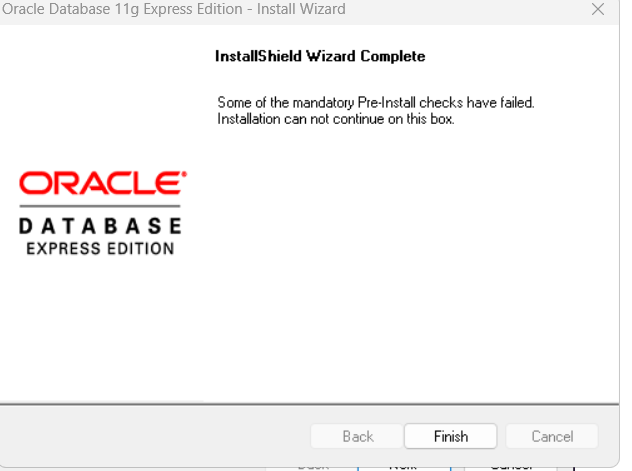 Oracle Database 11g Express Edition - Install Wizard
InstallShield Wizard Complete
Some of the mandatory Pre-Install checks have failed.
Installation can not continue on this box.
ORACLE®
DATABASE
EXPRESS EDITION
Back
Finish
Cancel